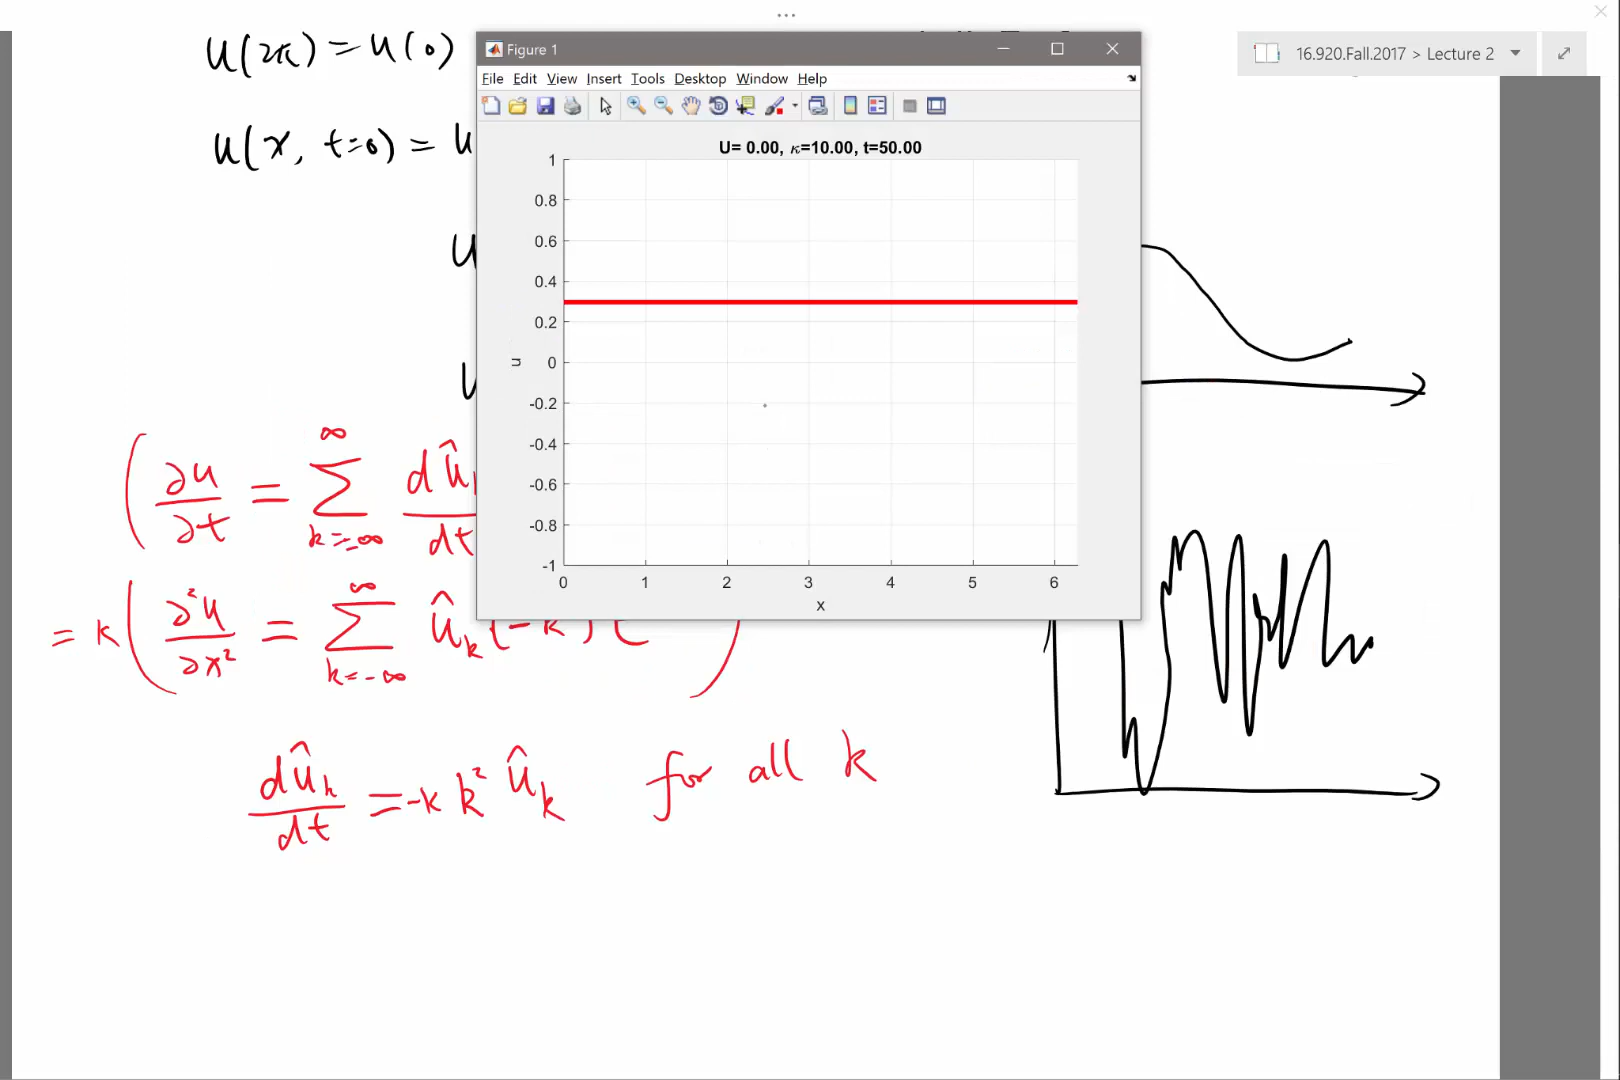 16.920.Fall.2017 > Lecture 2
u(2π) = u(0)
u(x, t=0) = u
u
u
Figure 1
File Edit View Insert Tools Desktop Window Help
U= 0.00, κ=10.00, t=50.00
1
0.8
0.6
0.4
0.2
0
-0.2
-0.4
-0.6
-0.8
-1
u
0 1 2 3 4 5 6
x
( ∂u/∂t = ∑_{k=-∞}^{∞} dû/dt
= κ ( ∂²u/∂x² = ∑_{k=-∞}^{∞} û_k (-k ) )
dû_k/dt = -κ k² û_k for all k